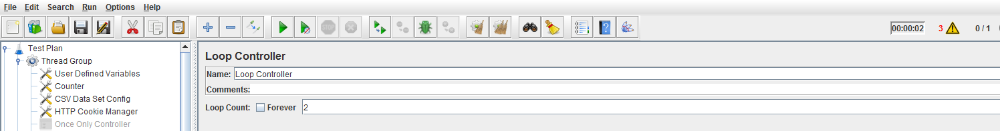 File Edit Search Run Options Help
STOP
00:00:02 3 0 / 1
Test Plan
Thread Group
User Defined Variables
Counter
CSV Data Set Config
HTTP Cookie Manager
Once Only Controller
Loop Controller
Name: Loop Controller
Comments:
Loop Count: Forever 2